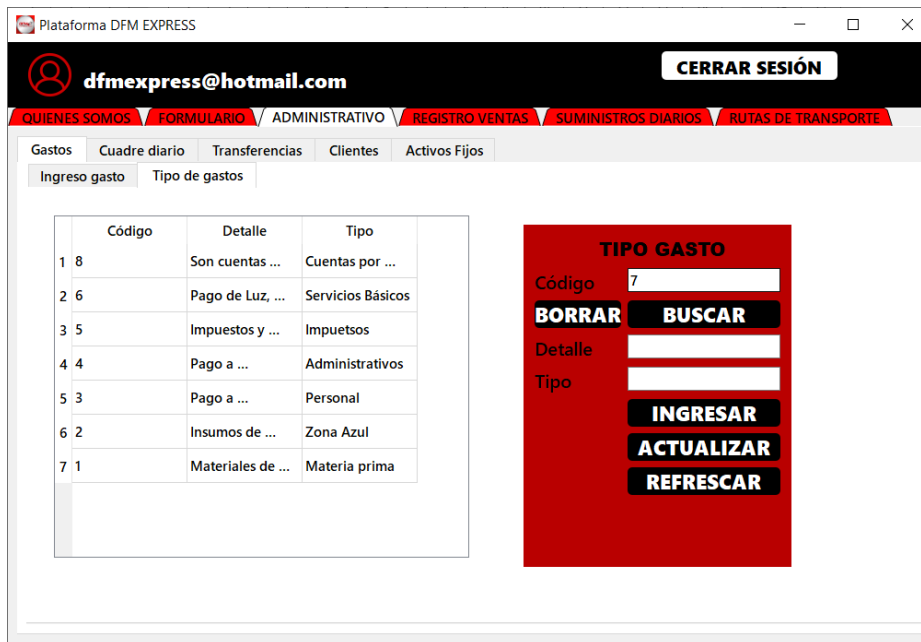 Plataforma DFM EXPRESS
dfmexpress@hotmail.com
CERRAR SESIÓN
QUIENES SOMOS FORMULARIO ADMINISTRATIVO REGISTRO VENTAS SUMINISTROS DIARIOS RUTAS DE TRANSPORTE
Gastos Cuadre diario Transferencias Clientes Activos Fijos
Ingreso gasto Tipo de gastos
Código Detalle Tipo
1 8 Son cuentas ... Cuentas por ...
2 6 Pago de Luz, ... Servicios Básicos
3 5 Impuestos y ... Impuetsos
4 4 Pago a ... Administrativos
5 3 Pago a ... Personal
6 2 Insumos de ... Zona Azul
7 1 Materiales de ... Materia prima
TIPO GASTO
Código 7
BORRAR BUSCAR
Detalle
Tipo
INGRESAR
ACTUALIZAR
REFRESCAR